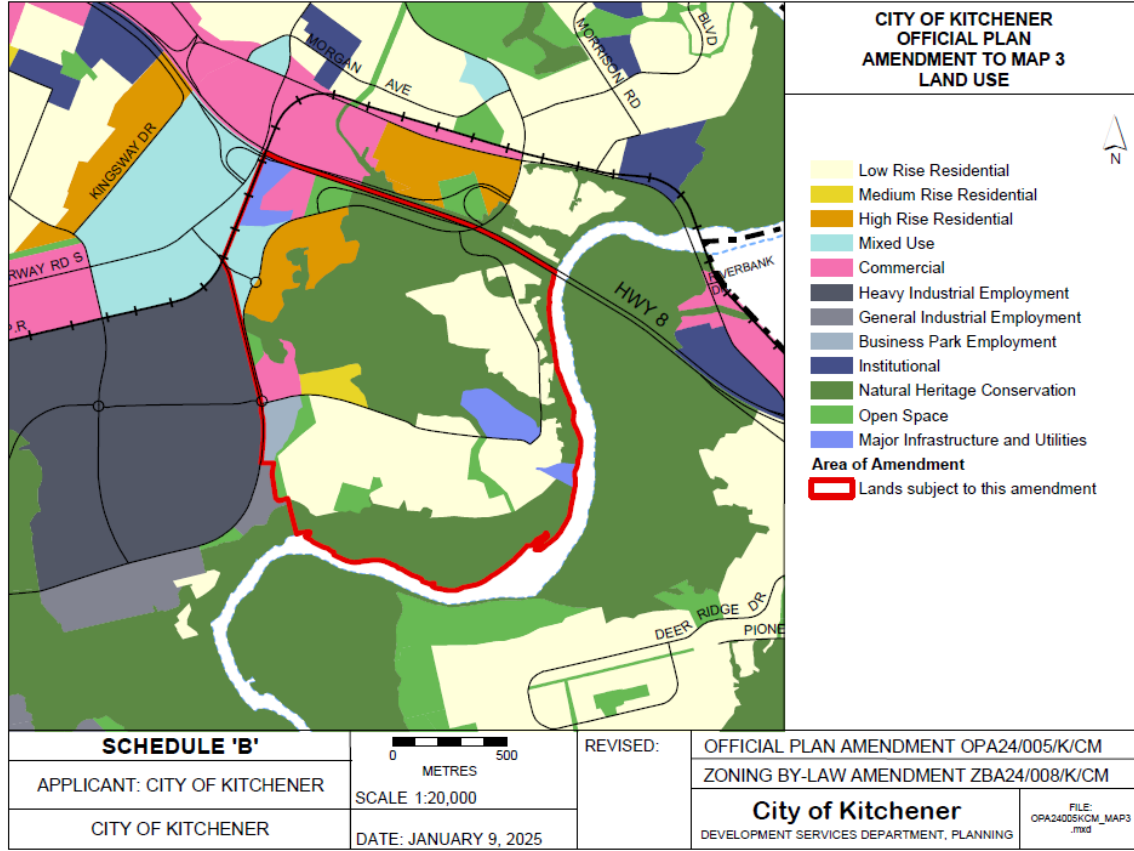 CITY OF KITCHENER
OFFICIAL PLAN
AMENDMENT TO MAP 3
LAND USE
N
Low Rise Residential
Medium Rise Residential
High Rise Residential
Mixed Use
Commercial
Heavy Industrial Employment
General Industrial Employment
Business Park Employment
Institutional
Natural Heritage Conservation
Open Space
Major Infrastructure and Utilities
Area of Amendment
Lands subject to this amendment
MORGAN
AVE
MORRISON
RD
BLVD
KINGSWAY DR
RWAY RD S
P.R
HWY 8
RIVERBANK
DR
DEER
RIDGE
DR
PIONE
SCHEDULE 'B'
APPLICANT: CITY OF KITCHENER
CITY OF KITCHENER
0 500
METRES
SCALE 1:20,000
DATE: JANUARY 9, 2025
REVISED:
OFFICIAL PLAN AMENDMENT OPA24/005/K/CM
ZONING BY-LAW AMENDMENT ZBA24/008/K/CM
City of Kitchener
DEVELOPMENT SERVICES DEPARTMENT, PLANNING
FILE:
OPA24005KCM_MAP3
.mxd